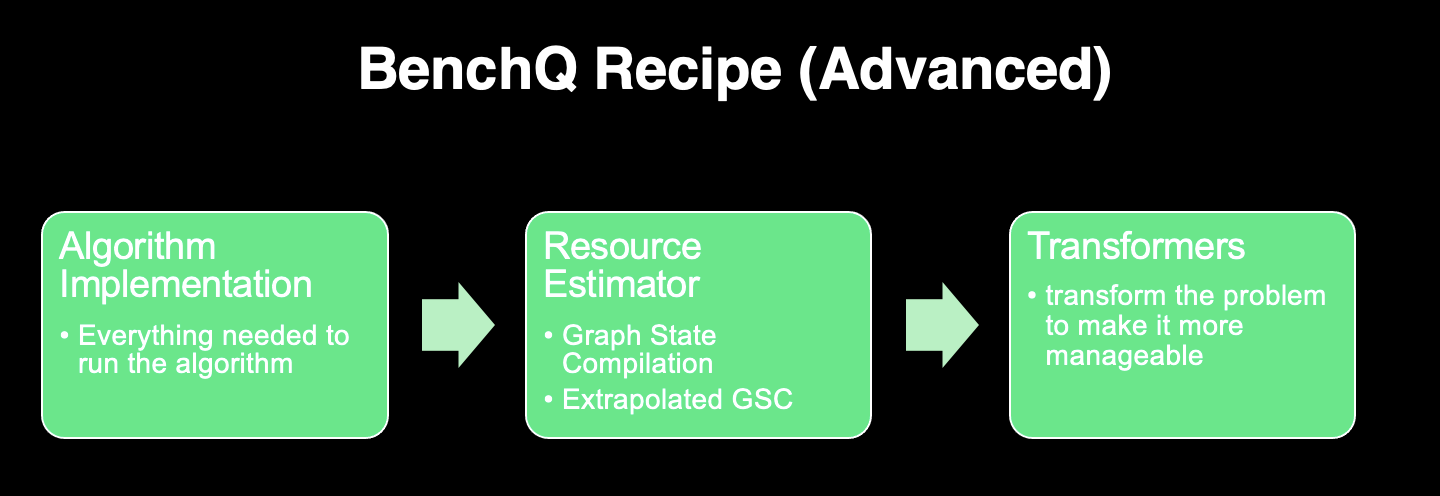 BenchQ Recipe (Advanced)
Algorithm
Implementation
• Everything needed to
run the algorithm
Resource
Estimator
• Graph State
Compilation
• Extrapolated GSC
Transformers
• transform the problem
to make it more
manageable